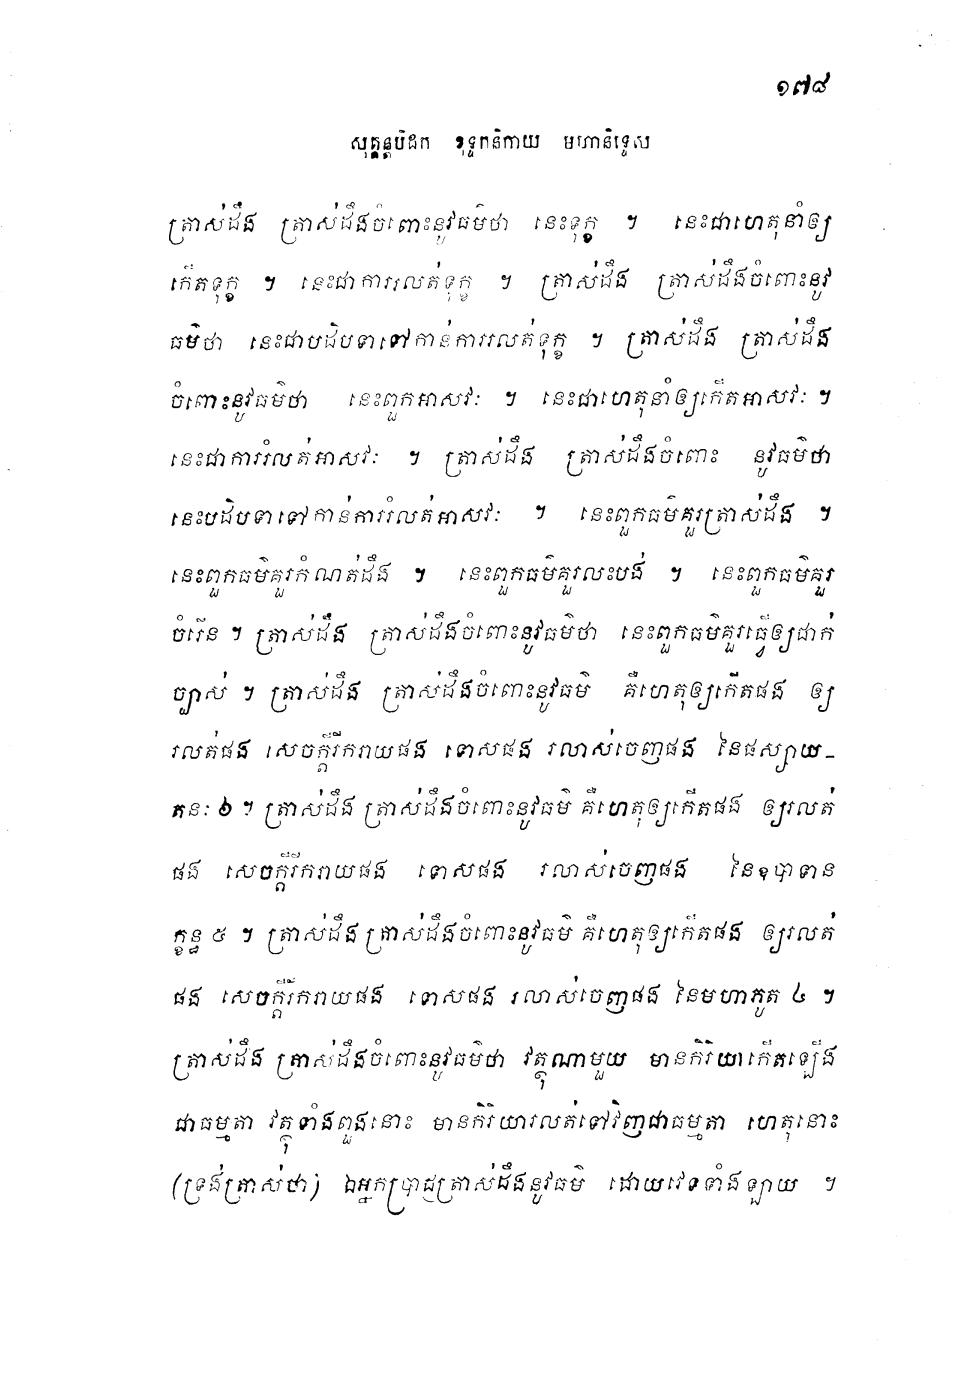 ១៧៨
សុត្តន្តបិដក ខុទ្ទកនិកាយ មហានិទ្ទេស
ត្រាស់ដឹង ត្រាស់ដឹងចំពោះនូវធម៌ថា នេះទុក្ខ ។ នេះជាហេតុនាំឲ្យ
កើតទុក្ខ ។ នេះជាការរលត់ទុក្ខ ។ ត្រាស់ដឹង ត្រាស់ដឹងចំពោះនូវ
ធម៌ថា នេះជាបដិបទាទៅកាន់ការរលត់ទុក្ខ ។ ត្រាស់ដឹង ត្រាស់ដឹង
ចំពោះនូវធម៌ថា នេះពួកអាសវៈ ។ នេះជាហេតុនាំឲ្យកើតអាសវៈ ។
នេះជាការរំលត់អាសវៈ ។ ត្រាស់ដឹង ត្រាស់ដឹងចំពោះ នូវធម៌ថា
នេះបដិបទាទៅកាន់ការរំលត់អាសវៈ ។ នេះពួកធម៌គួរត្រាស់ដឹង ។
នេះពួកធម៌គួរកំណត់ដឹង ។ នេះពួកធម៌គួរលះបង់ ។ នេះពួកធម៌គួរ
ចំរើន ។ ត្រាស់ដឹង ត្រាស់ដឹងចំពោះនូវធម៌ថា នេះពួកធម៌គួរធ្វើឲ្យជាក់
ច្បាស់ ។ ត្រាស់ដឹង ត្រាស់ដឹងចំពោះនូវធម៌ គឺហេតុឲ្យកើតផង ឲ្យ
រលត់ផង សេចក្តីរីករាយផង ទោសផង រលាស់ចេញផង នៃផស្សាយ-
តនៈ ៦ ។ ត្រាស់ដឹង ត្រាស់ដឹងចំពោះនូវធម៌ គឺហេតុឲ្យកើតផង ឲ្យរលត់
ផង សេចក្តីរីករាយផង ទោសផង រលាស់ចេញផង នៃឧបាទាន
ក្ខន្ធ ៥ ។ ត្រាស់ដឹង ត្រាស់ដឹងចំពោះនូវធម៌ គឺហេតុឲ្យកើតផង ឲ្យរលត់
ផង សេចក្តីរីករាយផង ទោសផង រលាស់ចេញផង នៃមហាភូត ៤ ។
ត្រាស់ដឹង ត្រាស់ដឹងចំពោះនូវធម៌ថា វត្ថុណាមួយ មានកិរិយាកើតឡើង
ជាធម្មតា វត្ថុទាំងពួងនោះ មានកិរិយារលត់ទៅវិញជាធម្មតា ហេតុនោះ
(ទ្រង់ត្រាស់ថា) ឯអ្នកប្រាជ្ញត្រាស់ដឹងនូវធម៌ ដោយវេទទាំងឡាយ ។